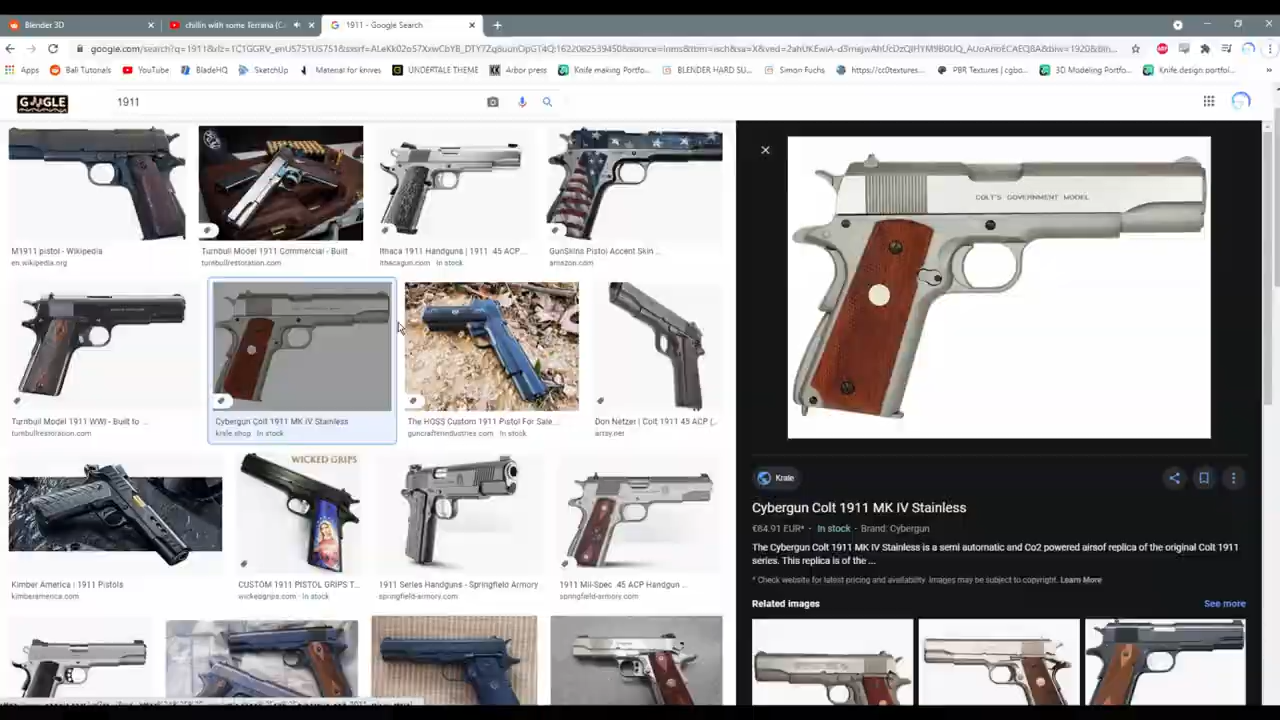 Blender 3D
chillin with some Terraria (C
1911 - Google Search
Apps
Bali Tutorials
YouTube
BladeHQ
SketchUp
Material for knives
UNDERTALE THEME
Arbor press
Knife making Portfo...
BLENDER HARD SU...
Simon Fuchs
https://cc0textures...
PBR Textures | cgbo...
3D Modeling Portfo...
Knife design portfol...
GOOGLE
1911
COLT'S GOVERNMENT MODEL
M1911 pistol - Wikipedia
en.wikipedia.org
Turnbull Model 1911 Commercial - Built
turnbullrestoration.com
Ithaca 1911 Handguns | 1911 .45 ACP...
ithacagun.com · In stock
GunSkins Pistol Accent Skin ...
amazon.com
Turnbull Model 1911 WWI - Built to ...
turnbullrestoration.com
Cybergun Colt 1911 MK IV Stainless
krale.shop · In stock
The HOSS Custom 1911 Pistol For Sale...
guncrafterindustries.com · In stock
Don Netzer | Colt 1911 45 ACP (...
artsy.net
WICKED GRIPS
Kimber America | 1911 Pistols
kimberamerica.com
CUSTOM 1911 PISTOL GRIPS T...
wickedgrips.com · In stock
1911 Series Handguns - Springfield Armory
springfield-armory.com
1911 Mil-Spec .45 ACP Handgun ...
springfield-armory.com
Krale
Cybergun Colt 1911 MK IV Stainless
€84.91 EUR* · In stock · Brand: Cybergun
The Cybergun Colt 1911 MK IV Stainless is a semi automatic and Co2 powered airsof replica of the original Colt 1911
series. This replica is of the ...
* Check website for latest pricing and availability. Images may be subject to copyright. Learn More
Related images
See more